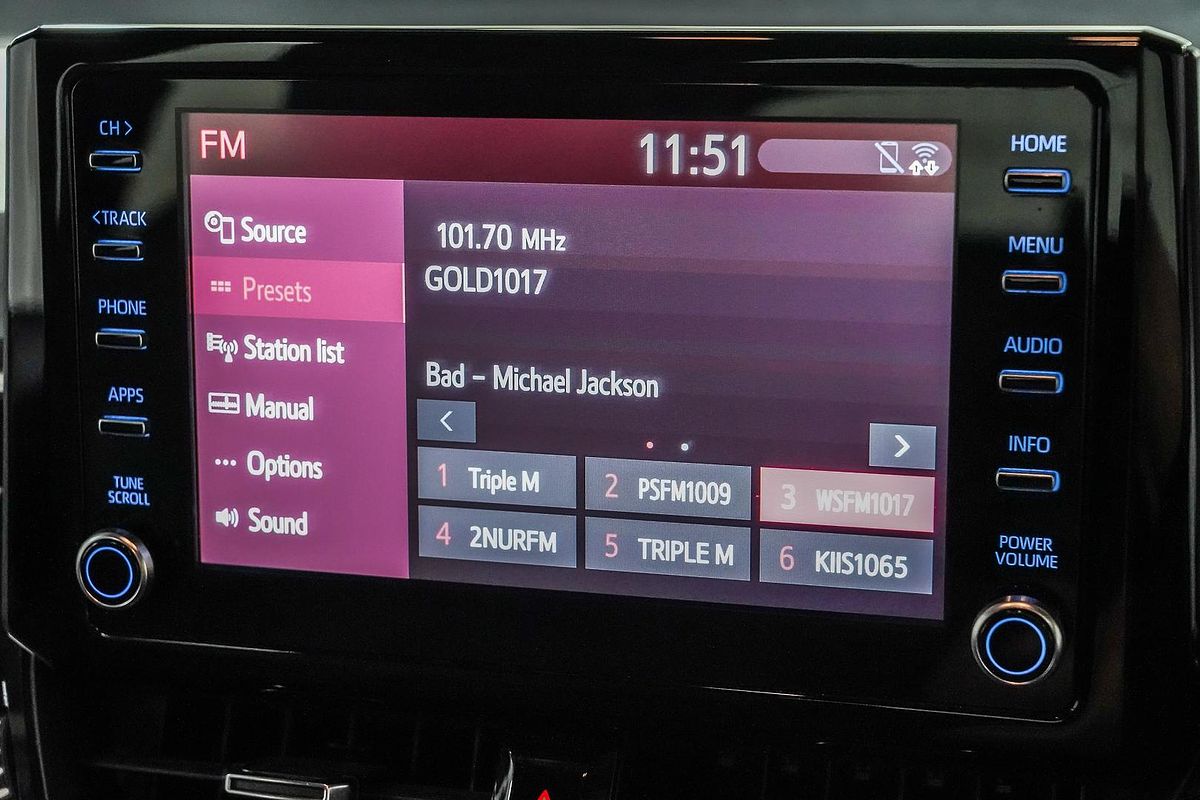 CH>
<TRACK
PHONE
APPS
TUNE
SCROLL
FM
11:51
Source
Presets
Station list
Manual
Options
Sound
101.70 MHz
GOLD1017
Bad – Michael Jackson
<
>
1 Triple M
2 PSFM1009
3 WSFM1017
4 2NURFM
5 TRIPLE M
6 KIIS1065
HOME
MENU
AUDIO
INFO
POWER
VOLUME